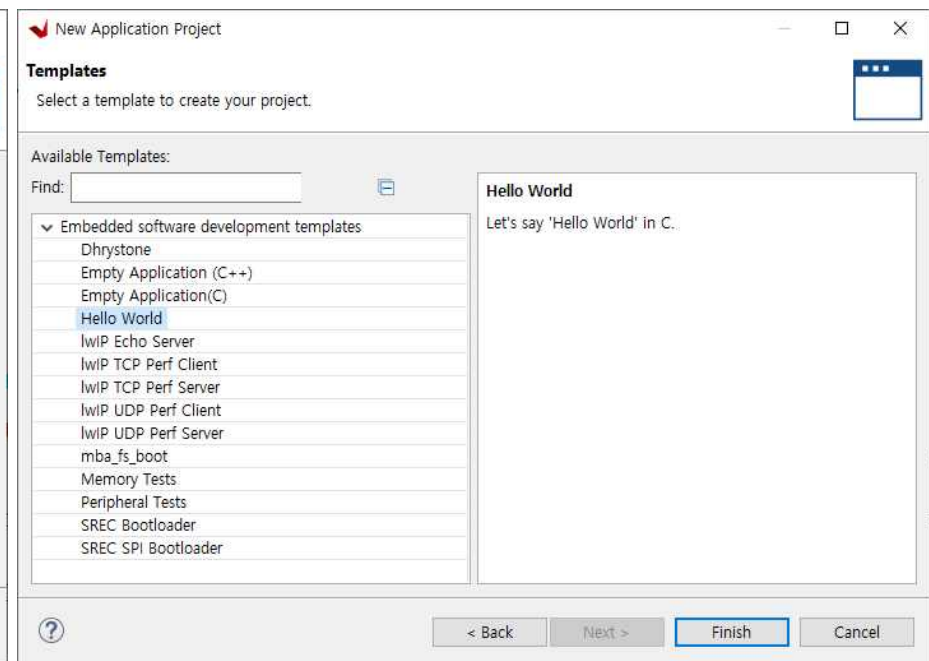 New Application Project
Templates
Select a template to create your project.
Available Templates:
Find:
Embedded software development templates
Dhrystone
Empty Application (C++)
Empty Application(C)
Hello World
lwIP Echo Server
lwIP TCP Perf Client
lwIP TCP Perf Server
lwIP UDP Perf Client
lwIP UDP Perf Server
mba_fs_boot
Memory Tests
Peripheral Tests
SREC Bootloader
SREC SPI Bootloader
Hello World
Let's say 'Hello World' in C.
? < Back Next > Finish Cancel